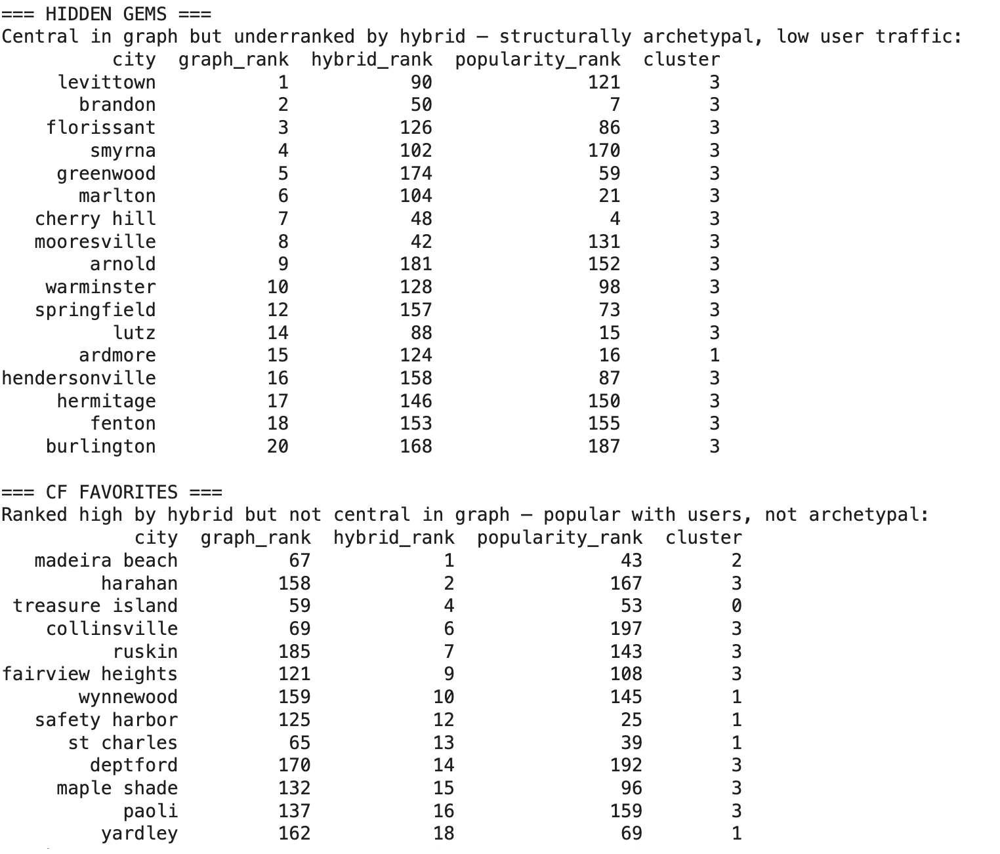 === HIDDEN GEMS ===
Central in graph but underranked by hybrid — structurally archetypal, low user traffic:
city graph_rank hybrid_rank popularity_rank cluster
levittown 1 90 121 3
brandon 2 50 7 3
florissant 3 126 86 3
smyrna 4 102 170 3
greenwood 5 174 59 3
marlton 6 104 21 3
cherry hill 7 48 4 3
mooresville 8 42 131 3
arnold 9 181 152 3
warminster 10 128 98 3
springfield 12 157 73 3
lutz 14 88 15 3
ardmore 15 124 16 1
hendersonville 16 158 87 3
hermitage 17 146 150 3
fenton 18 153 155 3
burlington 20 168 187 3
=== CF FAVORITES ===
Ranked high by hybrid but not central in graph — popular with users, not archetypal:
city graph_rank hybrid_rank popularity_rank cluster
madeira beach 67 1 43 2
harahan 158 2 167 3
treasure island 59 4 53 0
collinsville 69 6 197 3
ruskin 185 7 143 3
fairview heights 121 9 108 3
wynnewood 159 10 145 1
safety harbor 125 12 25 1
st charles 65 13 39 1
deptford 170 14 192 3
maple shade 132 15 96 3
paoli 137 16 159 3
yardley 162 18 69 1